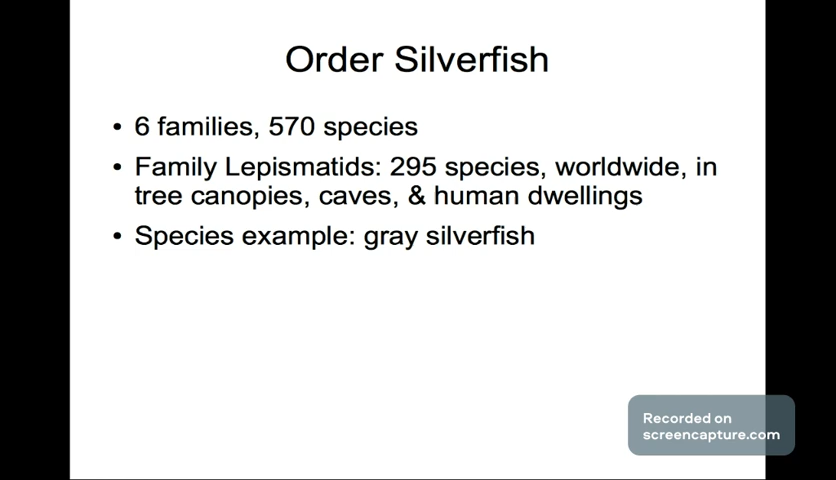 Order Silverfish
• 6 families, 570 species
• Family Lepismatids: 295 species, worldwide, in
tree canopies, caves, & human dwellings
• Species example: gray silverfish
Recorded on
screencapture.com